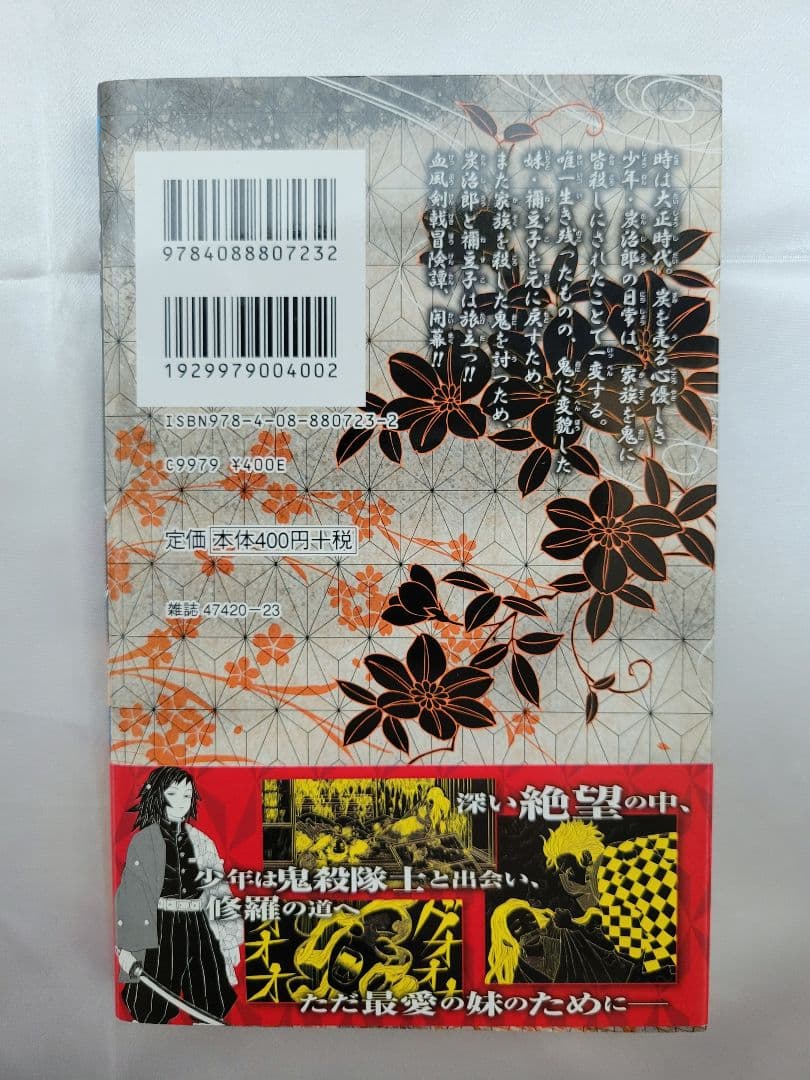 時は大正時代。炭を売る心優しき
少年・炭治郎の日常は、家族を鬼に
皆殺しにされたことで一変する。
唯一生き残ったものの、鬼に変貌した
妹・禰豆子を元に戻すため、
また家族を殺した鬼を討つため、
炭治郎と禰豆子は旅立つ!!
血風剣戟冒険譚、開幕!!
9784088807232
1929979004002
ISBN978-4-08-880723-2
C9979 ¥400E
定価 本体400円+税
雑誌 47420-23
深い絶望の中、
少年は鬼殺隊士と出会い、
修羅の道へ
グオオオオ
ただ最愛の妹のために――